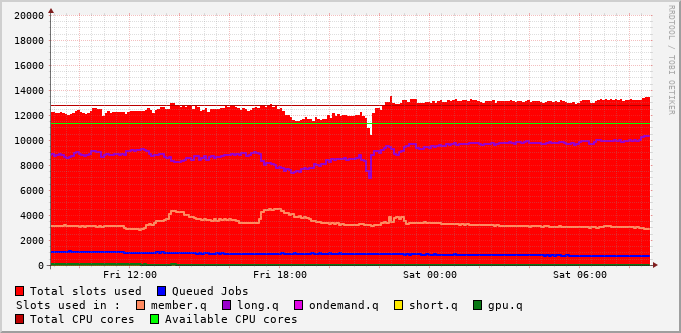 20000
18000
16000
14000
12000
10000
8000
6000
4000
2000
0
Fri 12:00 Fri 18:00 Sat 00:00 Sat 06:00
RRDTOOL / TOBI OETIKER
Total slots used Queued Jobs
Slots used in : member.q long.q ondemand.q short.q gpu.q
Total CPU cores Available CPU cores